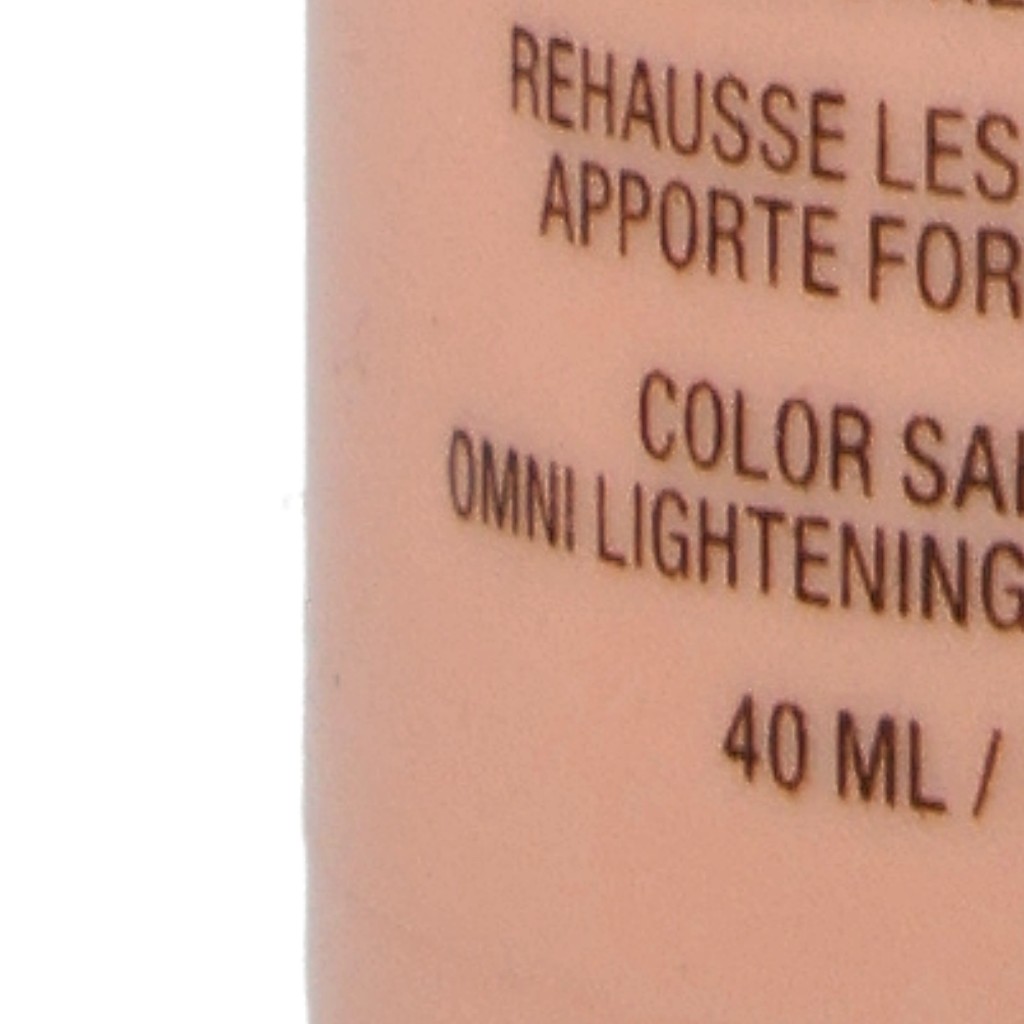 REHAUSSE LES
APPORTE FOR
COLOR SA
OMNI LIGHTENING
40 ML /